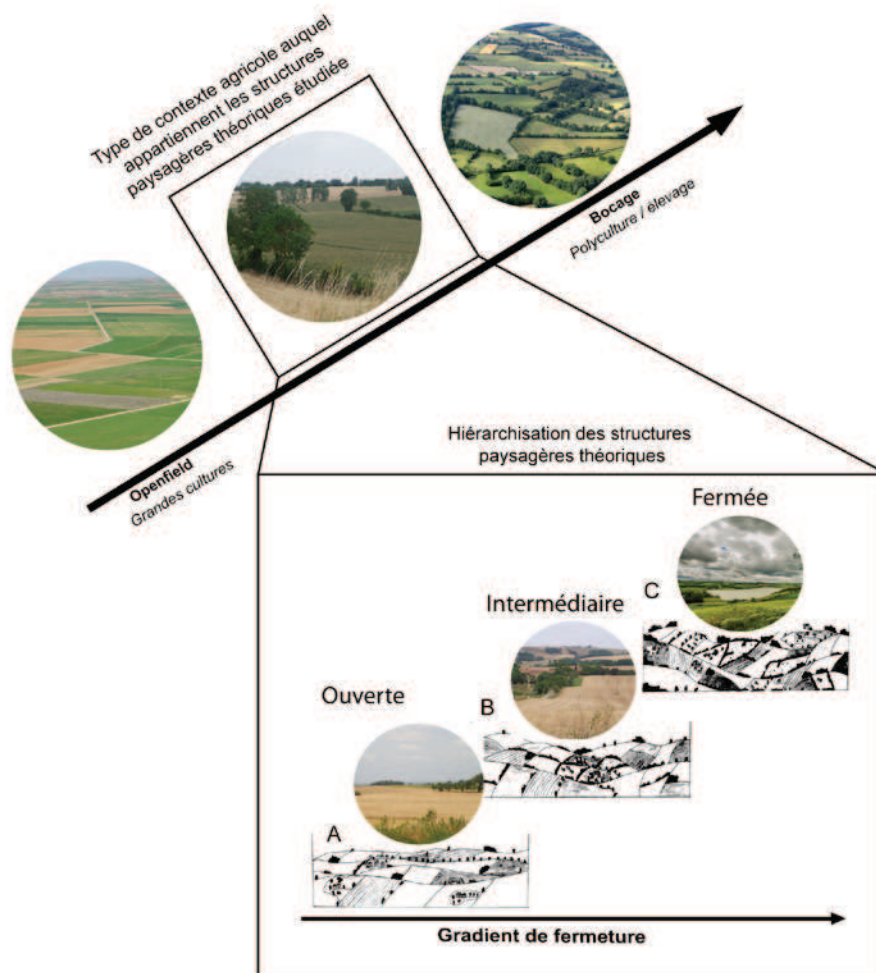 Type de contexte agricole auquel
appartiennent les structures
paysagères théoriques étudiée
Bocage
Polyculture / élevage
Openfield
Grandes cultures
Hiérarchisation des structures
paysagères théoriques
Fermée
C
Intermédiaire
B
Ouverte
A
Gradient de fermeture